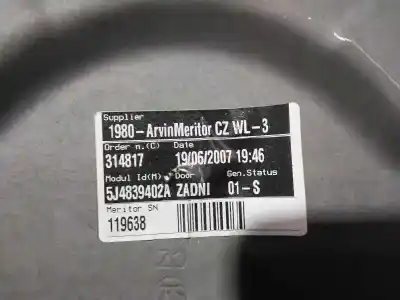 Supplier
1980-ArvinMeritor CZ WL-3
Order n.(C) Date
314817 19/06/2007 19:46
Modul Id(M) Door Gen.Status
5J4839402A ZADNI 01-S
Meritor SN
119638